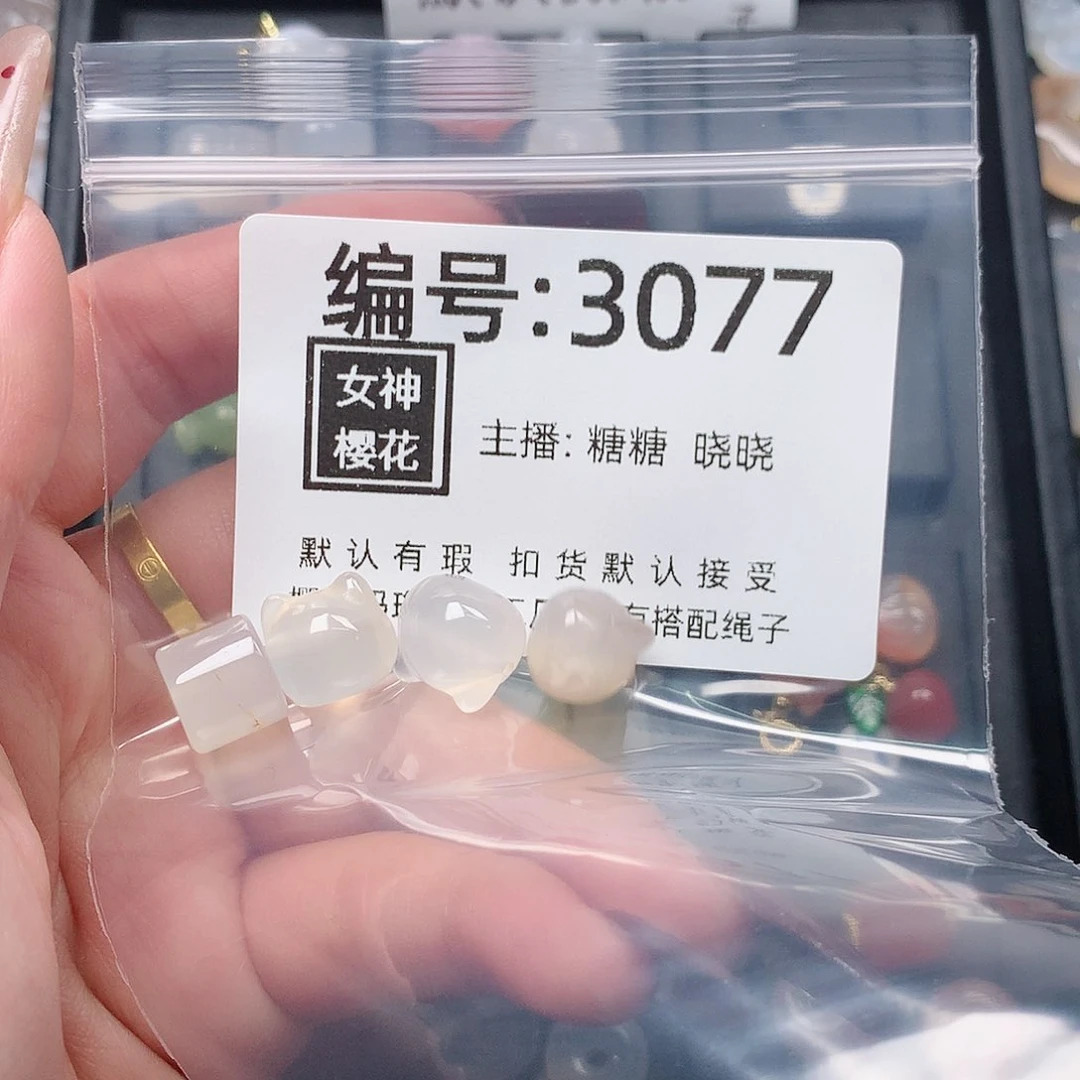 编号:3077
女神
樱花
主播: 糖糖 晓晓
默认有瑕 扣货默认接受
搭配绳子